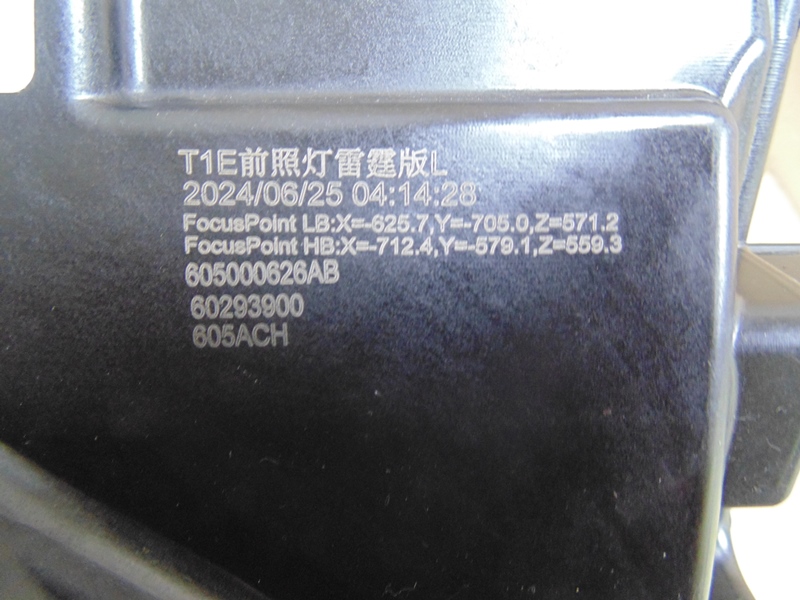 T1E前照灯雷霆版L
2024/06/25 04:14:28
FocusPoint LB:X=-625.7,Y=-705.0,Z=571.2
FocusPoint HB:X=-712.4,Y=-579.1,Z=559.3
605000626AB
60293900
605ACH